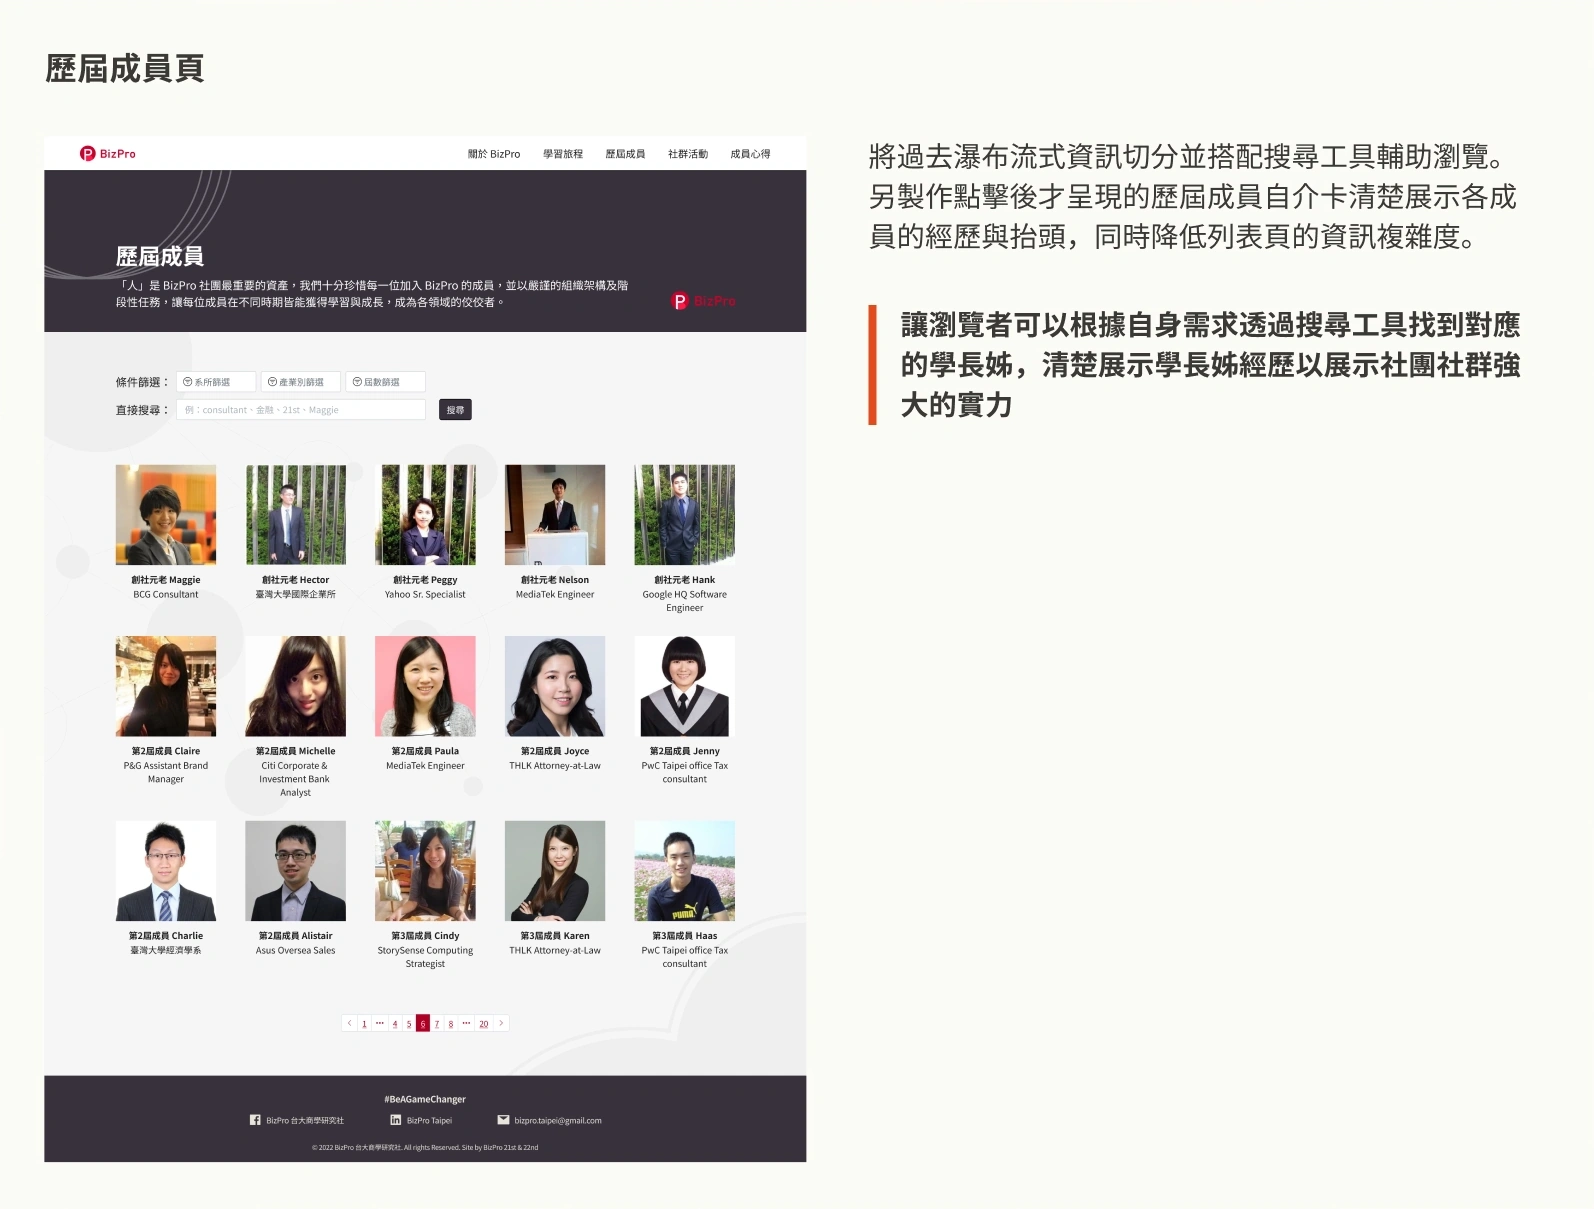 歷屆成員頁
BizPro
關於 BizPro 學習旅程 歷屆成員 社群活動 成員心得
歷屆成員
「人」是 BizPro 社團最重要的資產，我們十分珍惜每一位加入 BizPro 的成員，並以嚴謹的組織架構及階
段性任務，讓每位成員在不同時期皆能獲得學習與成長，成為各領域的佼佼者。
BizPro
條件篩選： 系所篩選 產業別篩選 屆數篩選
直接搜尋： 例：consultant、金融、21st、Maggie 搜尋
創社元老 Maggie
BCG Consultant
創社元老 Hector
臺灣大學國際企業所
創社元老 Peggy
Yahoo Sr. Specialist
創社元老 Nelson
MediaTek Engineer
創社元老 Hank
Google HQ Software
Engineer
第2屆成員 Claire
P&G Assistant Brand
Manager
第2屆成員 Michelle
Citi Corporate &
Investment Bank
Analyst
第2屆成員 Paula
MediaTek Engineer
第2屆成員 Joyce
THLK Attorney-at-Law
第2屆成員 Jenny
PwC Taipei office Tax
consultant
PUMA
第2屆成員 Charlie
臺灣大學經濟學系
第2屆成員 Alistair
Asus Oversea Sales
第3屆成員 Cindy
StorySense Computing
Strategist
第3屆成員 Karen
THLK Attorney-at-Law
第3屆成員 Haas
PwC Taipei office Tax
consultant
< 1 ··· 4 5 6 7 8 ··· 20 >
#BeAGameChanger
BizPro 台大商學研究社 BizPro Taipei bizpro.taipei@gmail.com
© 2022 BizPro 台大商學研究社. All rights Reserved. Site by BizPro 21st & 22nd
將過去瀑布流式資訊切分並搭配搜尋工具輔助瀏覽。
另製作點擊後才呈現的歷屆成員自介卡清楚展示各成
員的經歷與抬頭，同時降低列表頁的資訊複雜度。
讓瀏覽者可以根據自身需求透過搜尋工具找到對應
的學長姊，清楚展示學長姊經歷以展示社團社群強
大的實力